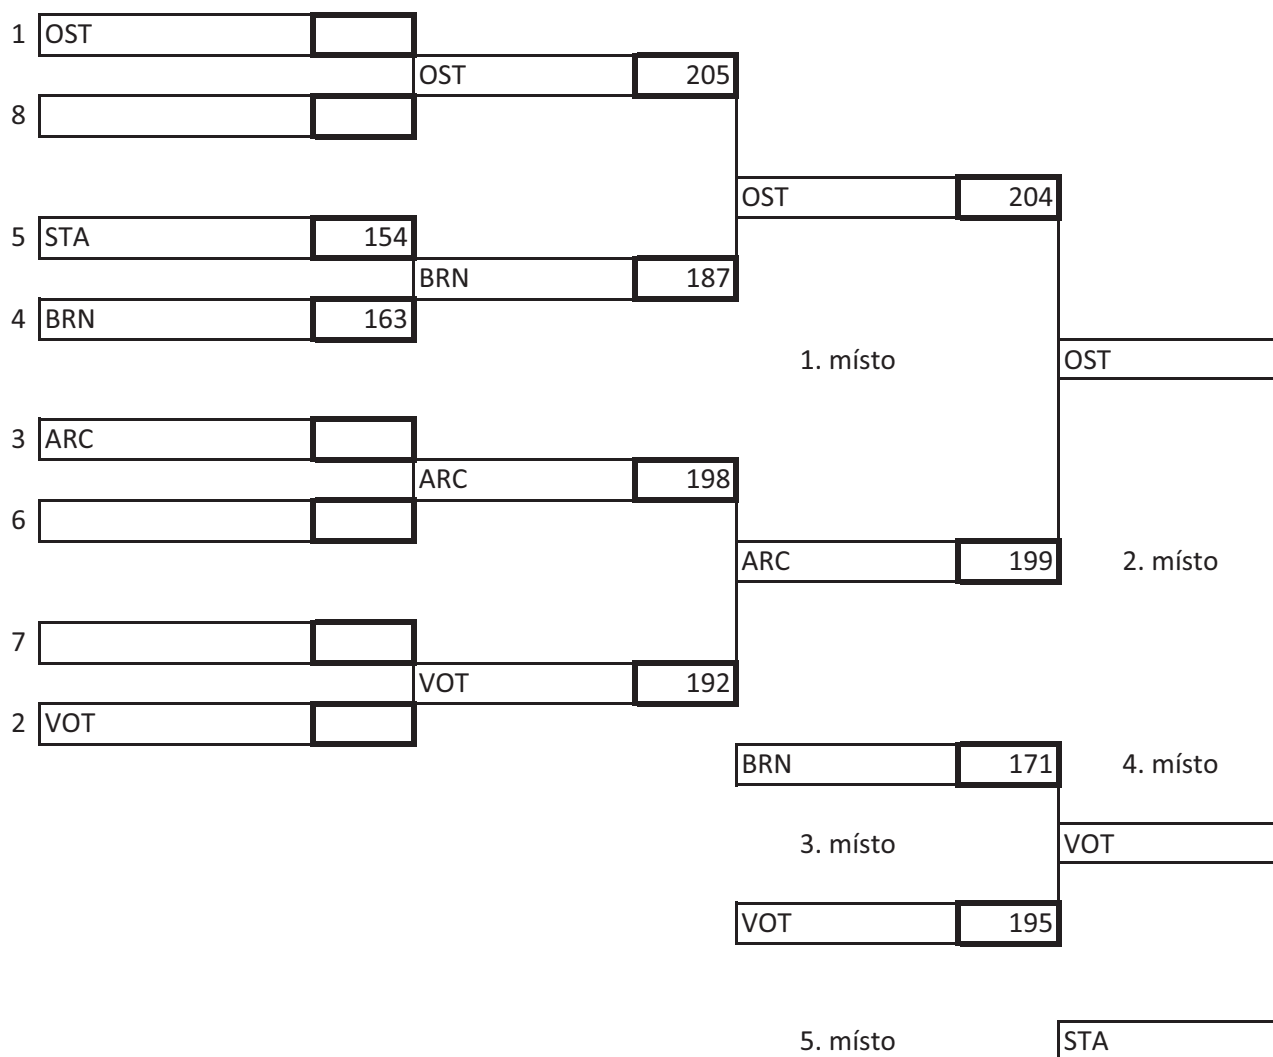 1 OST
OST 205
8
OST 204
5 STA 154
BRN 187
4 BRN 163
1. místo OST
3 ARC
ARC 198
6
ARC 199 2. místo
7
VOT 192
2 VOT
BRN 171 4. místo
3. místo VOT
VOT 195
5. místo STA